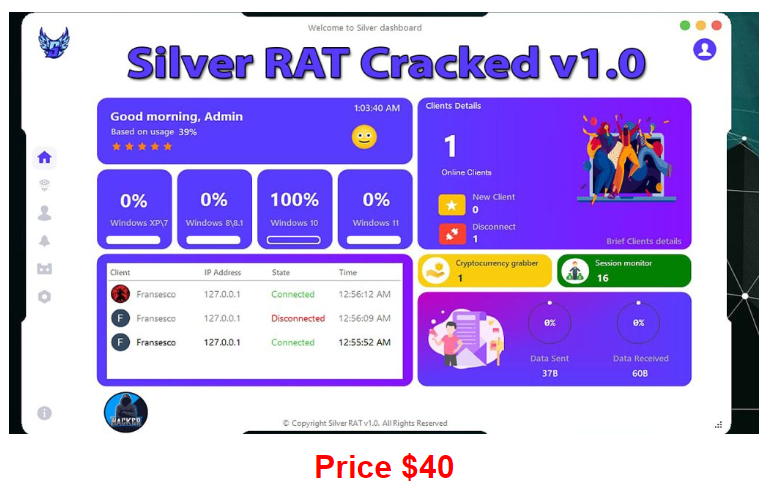 Welcome to Silver dashboard
Silver RAT Cracked v1.0
Good morning, Admin
1:03:40 AM
Based on usage 39%
Clients Details
1
Online Clients
New Client
0
Disconnect
1
Brief Clients details
0%
Windows XP\7
0%
Windows 8\8.1
100%
Windows 10
0%
Windows 11
Cryptocurrency grabber
1
Session monitor
16
Client IP Address State Time
Fransesco 127.0.0.1 Connected 12:56:12 AM
F Fransesco 127.0.0.1 Disconnected 12:56:09 AM
F Fransesco 127.0.0.1 Connected 12:55:52 AM
0%
Data Sent
37B
0%
Data Received
60B
HACKER
© Copyright Silver RAT v1.0. All Rights Reserved
Price $40